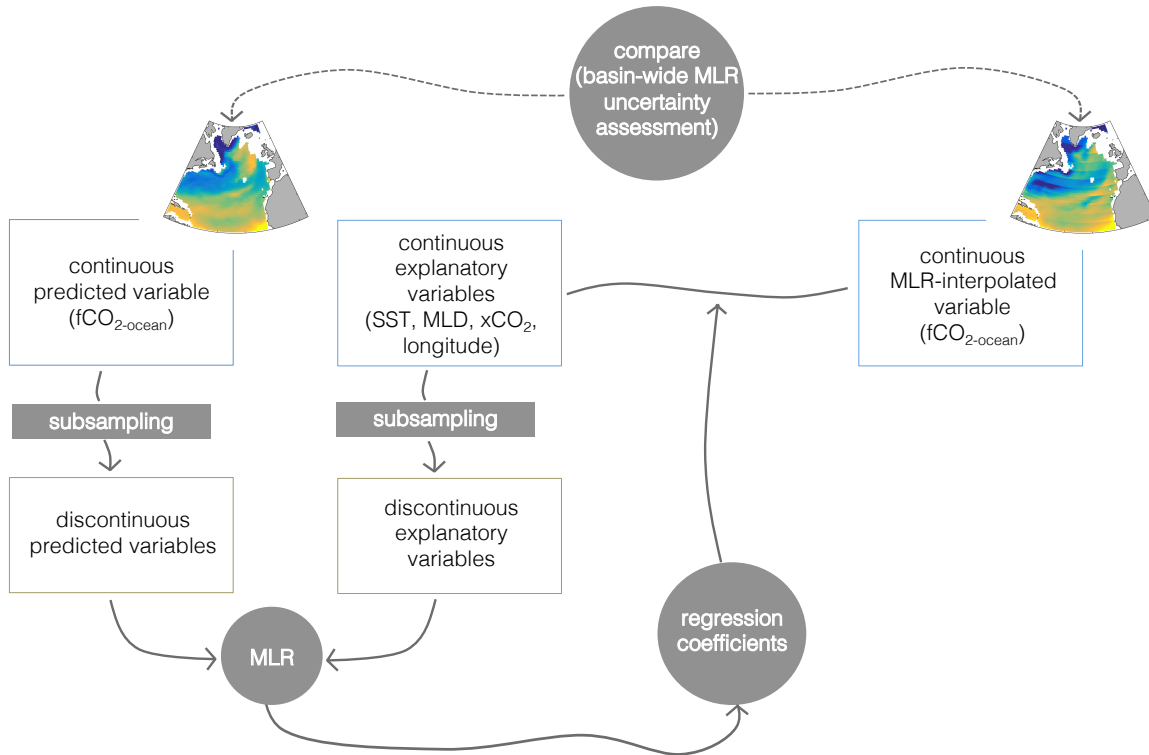 compare
(basin-wide MLR
uncertainty
assessment)
continuous
predicted variable
(fCO₂-ocean)
continuous
explanatory
variables
(SST, MLD, xCO₂,
longitude)
continuous
MLR-interpolated
variable
(fCO₂-ocean)
subsampling
subsampling
discontinuous
predicted variables
discontinuous
explanatory
variables
MLR
regression
coefficients